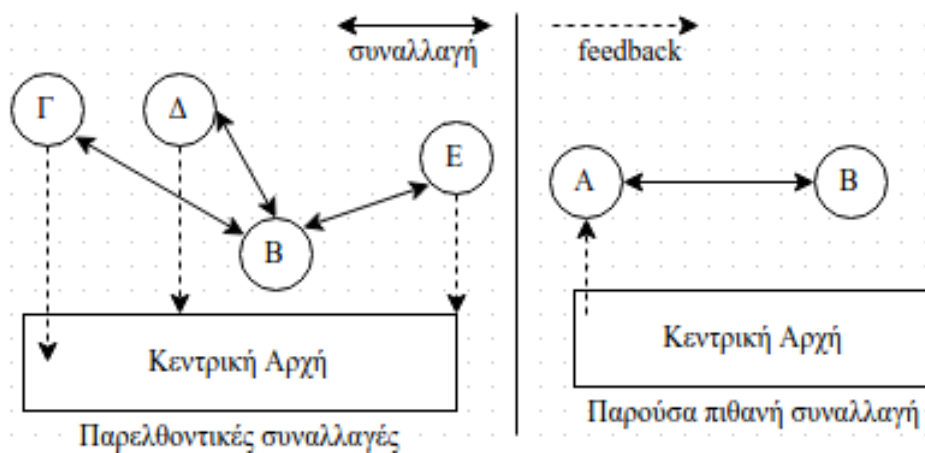 συναλλαγή
feedback
Γ
Δ
Ε
Β
Α
Β
Κεντρική Αρχή
Κεντρική Αρχή
Παρελθοντικές συναλλαγές
Παρούσα πιθανή συναλλαγή